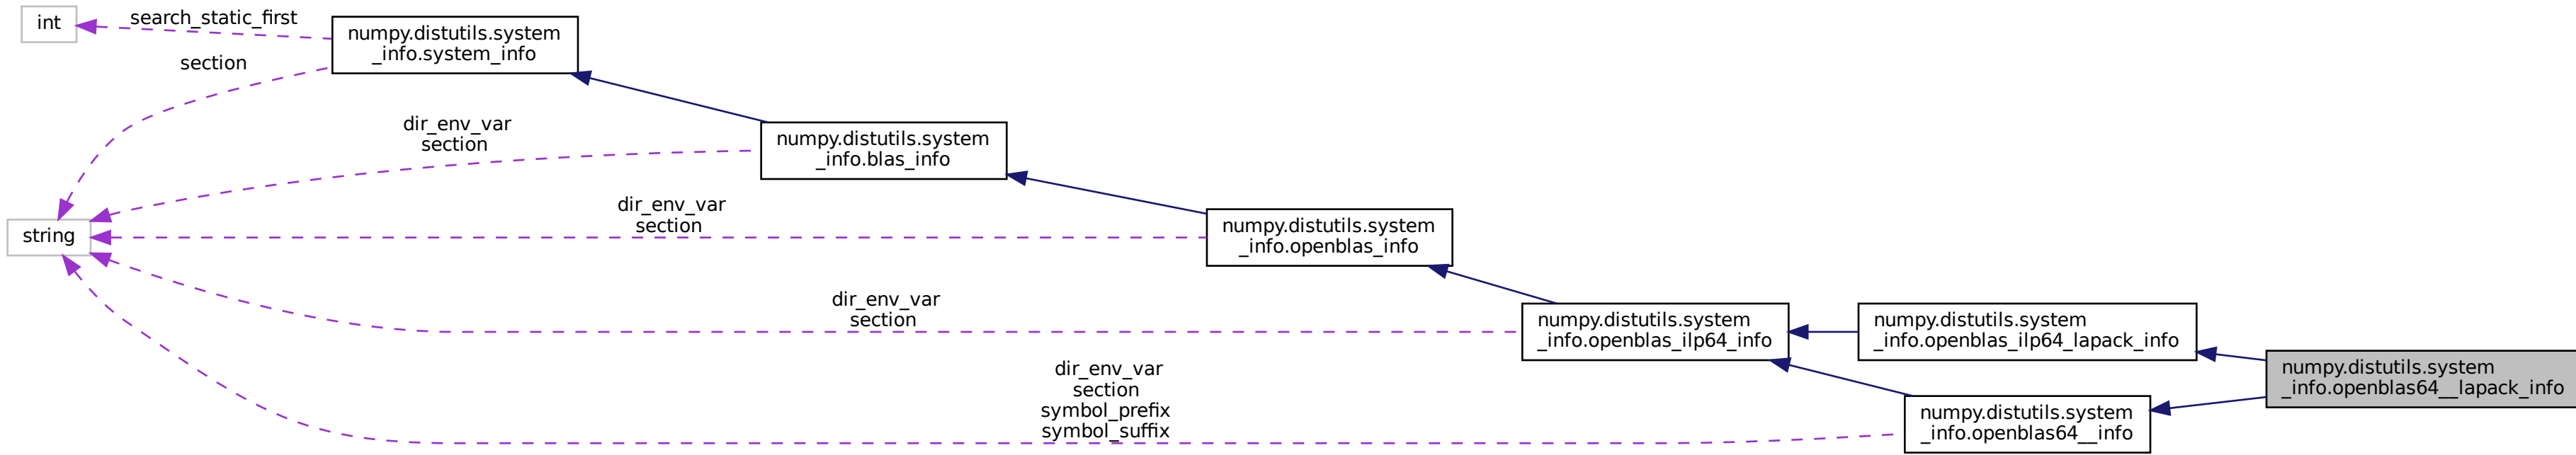 int
search_static_first
numpy.distutils.system
_info.system_info
section
dir_env_var
section
numpy.distutils.system
_info.blas_info
string
dir_env_var
section
numpy.distutils.system
_info.openblas_info
dir_env_var
section
numpy.distutils.system
_info.openblas_ilp64_info
numpy.distutils.system
_info.openblas_ilp64_lapack_info
numpy.distutils.system
_info.openblas64__lapack_info
dir_env_var
section
symbol_prefix
symbol_suffix
numpy.distutils.system
_info.openblas64__info